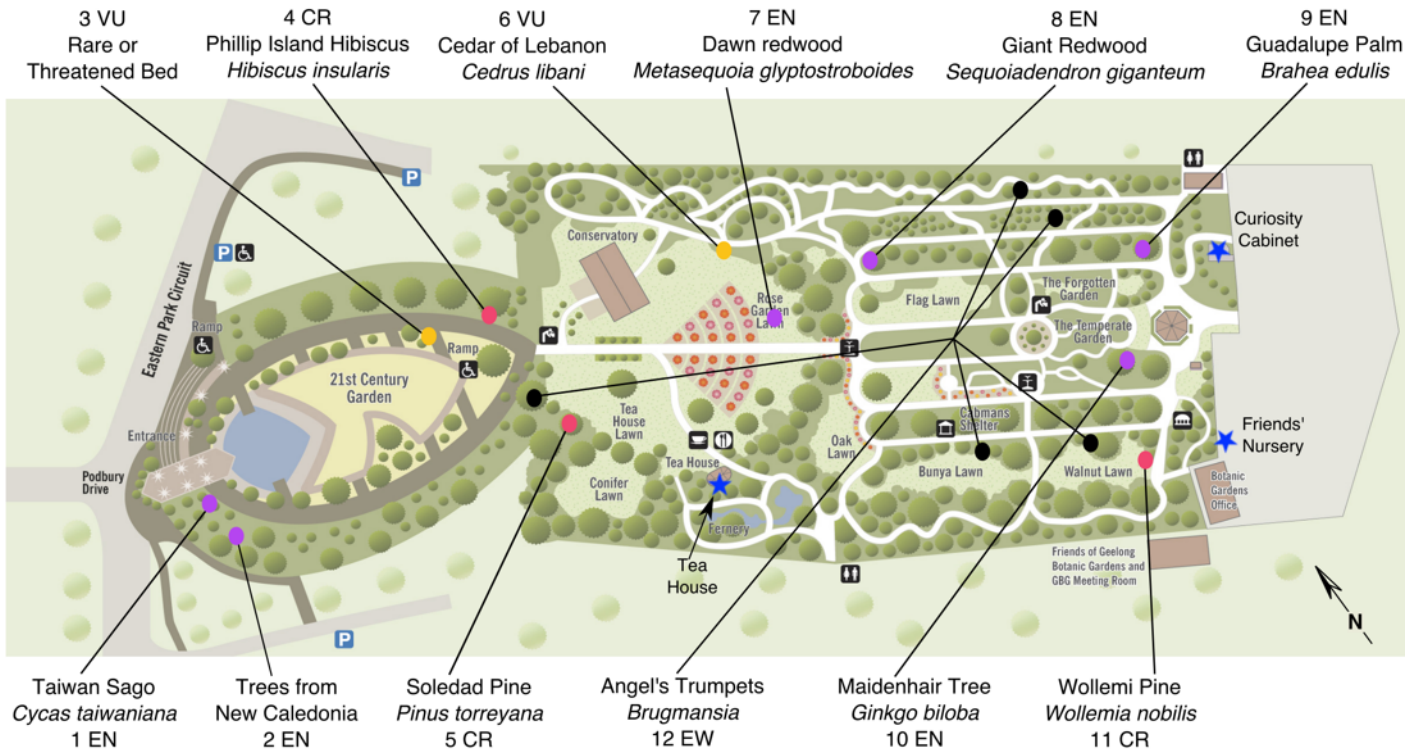 3 VU
Rare or
Threatened Bed
4 CR
Phillip Island Hibiscus
Hibiscus insularis
6 VU
Cedar of Lebanon
Cedrus libani
7 EN
Dawn redwood
Metasequoia glyptostroboides
8 EN
Giant Redwood
Sequoiadendron giganteum
9 EN
Guadalupe Palm
Brahea edulis
P
P
Eastern Park Circuit
Ramp
Ramp
21st Century
Garden
Entrance
Podbury
Drive
P
Conservatory
Rose
Garden
Lawn
Tea
House
Lawn
Conifer
Lawn
Tea House
Fernery
Tea
House
Oak
Lawn
Flag Lawn
The Forgotten
Garden
The Temperate
Garden
Cabmans
Shelter
Bunya Lawn
Walnut Lawn
Curiosity
Cabinet
Friends'
Nursery
Botanic
Gardens
Office
Friends of Geelong
Botanic Gardens and
GBG Meeting Room
N
Taiwan Sago
Cycas taiwaniana
1 EN
Trees from
New Caledonia
2 EN
Soledad Pine
Pinus torreyana
5 CR
Angel's Trumpets
Brugmansia
12 EW
Maidenhair Tree
Ginkgo biloba
10 EN
Wollemi Pine
Wollemia nobilis
11 CR